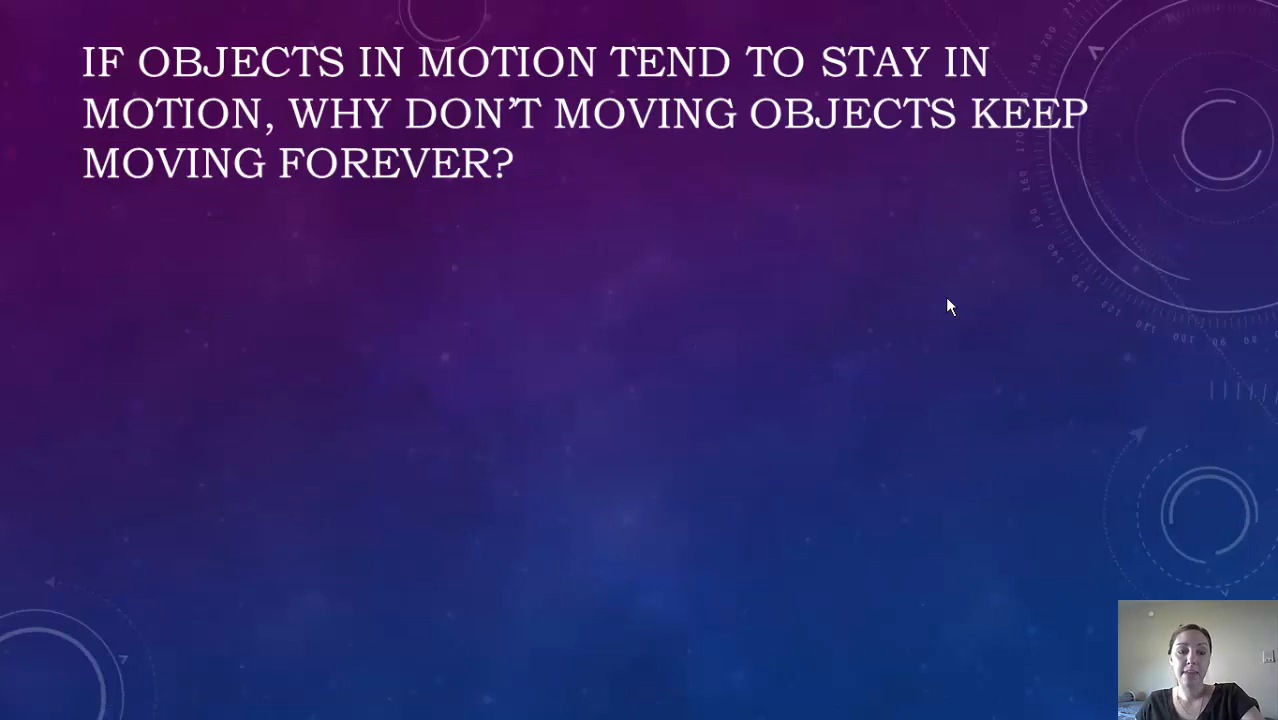 IF OBJECTS IN MOTION TEND TO STAY IN
MOTION, WHY DON’T MOVING OBJECTS KEEP
MOVING FOREVER?